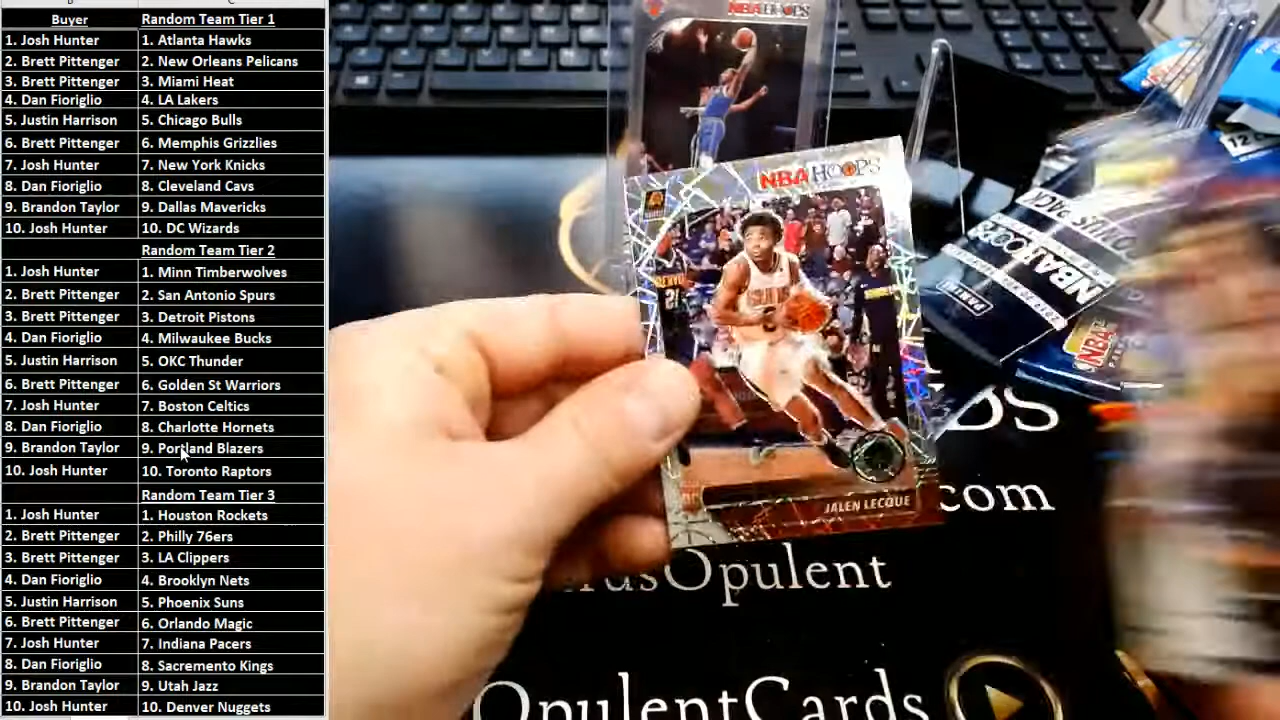 Buyer Random Team Tier 1
1. Josh Hunter 1. Atlanta Hawks
2. Brett Pittenger 2. New Orleans Pelicans
3. Brett Pittenger 3. Miami Heat
4. Dan Fioriglio 4. LA Lakers
5. Justin Harrison 5. Chicago Bulls
6. Brett Pittenger 6. Memphis Grizzlies
7. Josh Hunter 7. New York Knicks
8. Dan Fioriglio 8. Cleveland Cavs
9. Brandon Taylor 9. Dallas Mavericks
10. Josh Hunter 10. DC Wizards
Random Team Tier 2
1. Josh Hunter 1. Minn Timberwolves
2. Brett Pittenger 2. San Antonio Spurs
3. Brett Pittenger 3. Detroit Pistons
4. Dan Fioriglio 4. Milwaukee Bucks
5. Justin Harrison 5. OKC Thunder
6. Brett Pittenger 6. Golden St Warriors
7. Josh Hunter 7. Boston Celtics
8. Dan Fioriglio 8. Charlotte Hornets
9. Brandon Taylor 9. Portland Blazers
10. Josh Hunter 10. Toronto Raptors
Random Team Tier 3
1. Josh Hunter 1. Houston Rockets
2. Brett Pittenger 2. Philly 76ers
3. Brett Pittenger 3. LA Clippers
4. Dan Fioriglio 4. Brooklyn Nets
5. Justin Harrison 5. Phoenix Suns
6. Brett Pittenger 6. Orlando Magic
7. Josh Hunter 7. Indiana Pacers
8. Dan Fioriglio 8. Sacremento Kings
9. Brandon Taylor 9. Utah Jazz
10. Josh Hunter 10. Denver Nuggets
NBA HOOPS
NBA HOOPS
JALEN LECQUE
NBA HOOPS
PANINI
NBA
.com
Opulent
OpulentCards